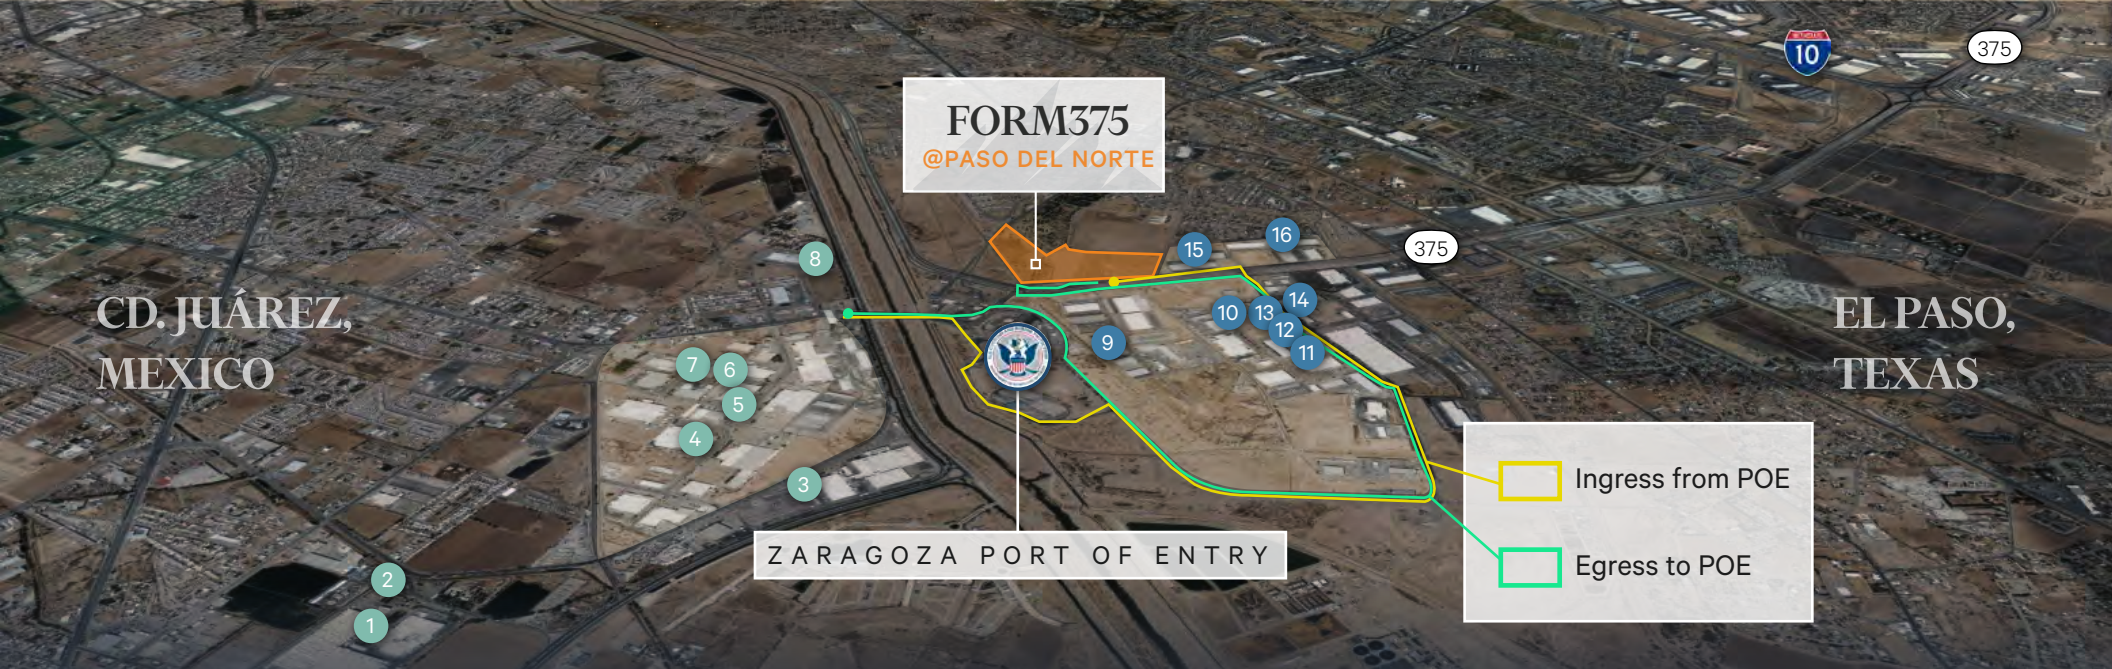 INTERSTATE
10
375
FORM375
@PASO DEL NORTE
8
15
16
375
CD. JUÁREZ,
MEXICO
EL PASO,
TEXAS
14
10
13
12
11
9
7
6
5
4
3
2
1
Ingress from POE
Egress to POE
ZARAGOZA PORT OF ENTRY